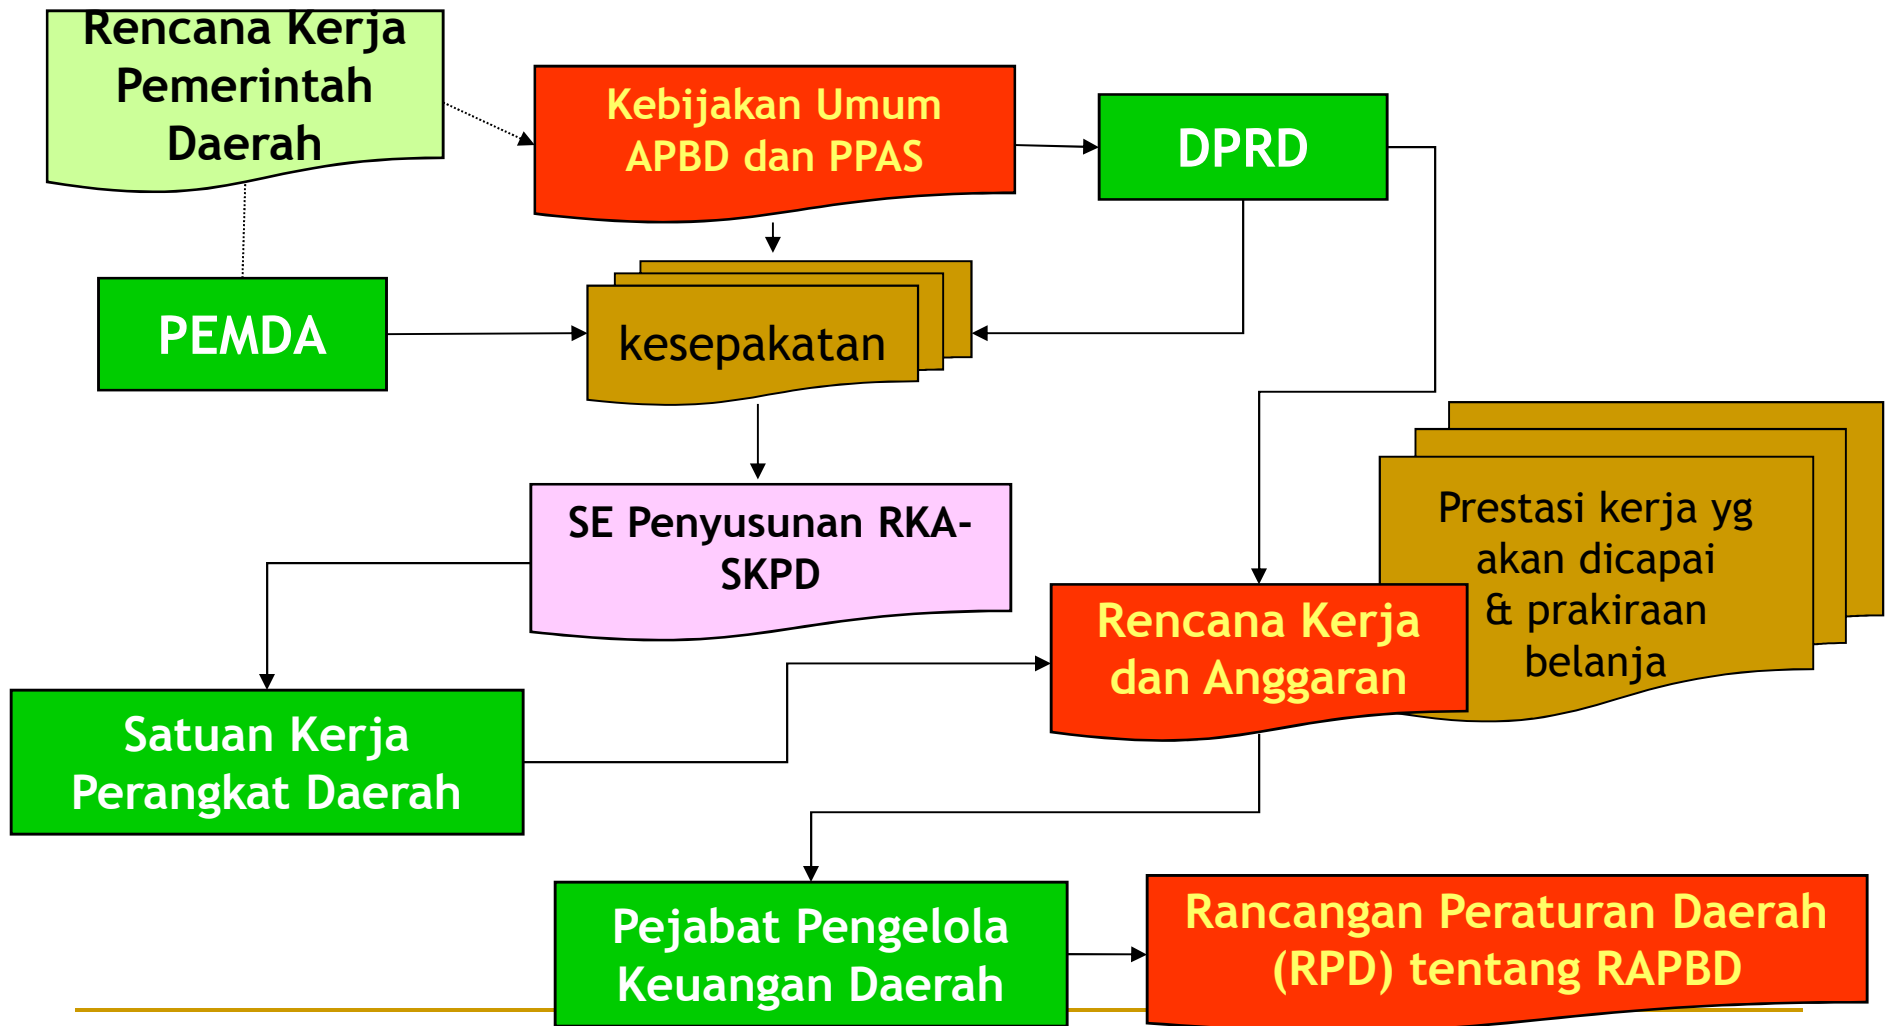 Rencana Kerja
Pemerintah
Daerah
Kebijakan Umum
APBD dan PPAS
DPRD
PEMDA
kesepakatan
SE Penyusunan RKA-
SKPD
Prestasi kerja yg
akan dicapai
& prakiraan
belanja
Rencana Kerja
dan Anggaran
Satuan Kerja
Perangkat Daerah
Pejabat Pengelola
Keuangan Daerah
Rancangan Peraturan Daerah
(RPD) tentang RAPBD